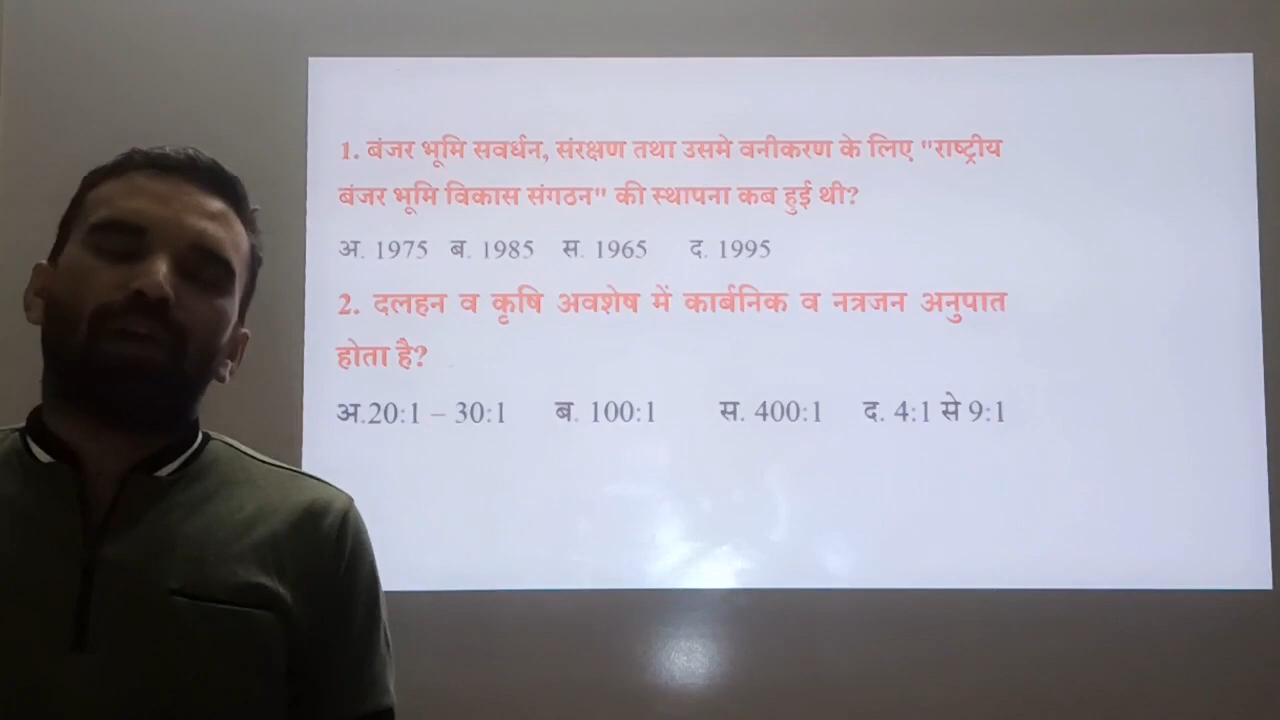 1. बंजर भूमि सवर्धन, संरक्षण तथा उसमे वनीकरण के लिए "राष्ट्रीय
बंजर भूमि विकास संगठन" की स्थापना कब हुई थी?
अ. 1975 ब. 1985 स. 1965 द. 1995
2. दलहन व कृषि अवशेष में कार्बनिक व नत्रजन अनुपात
होता है?
अ.20:1 – 30:1 ब. 100:1 स. 400:1 द. 4:1 से 9:1